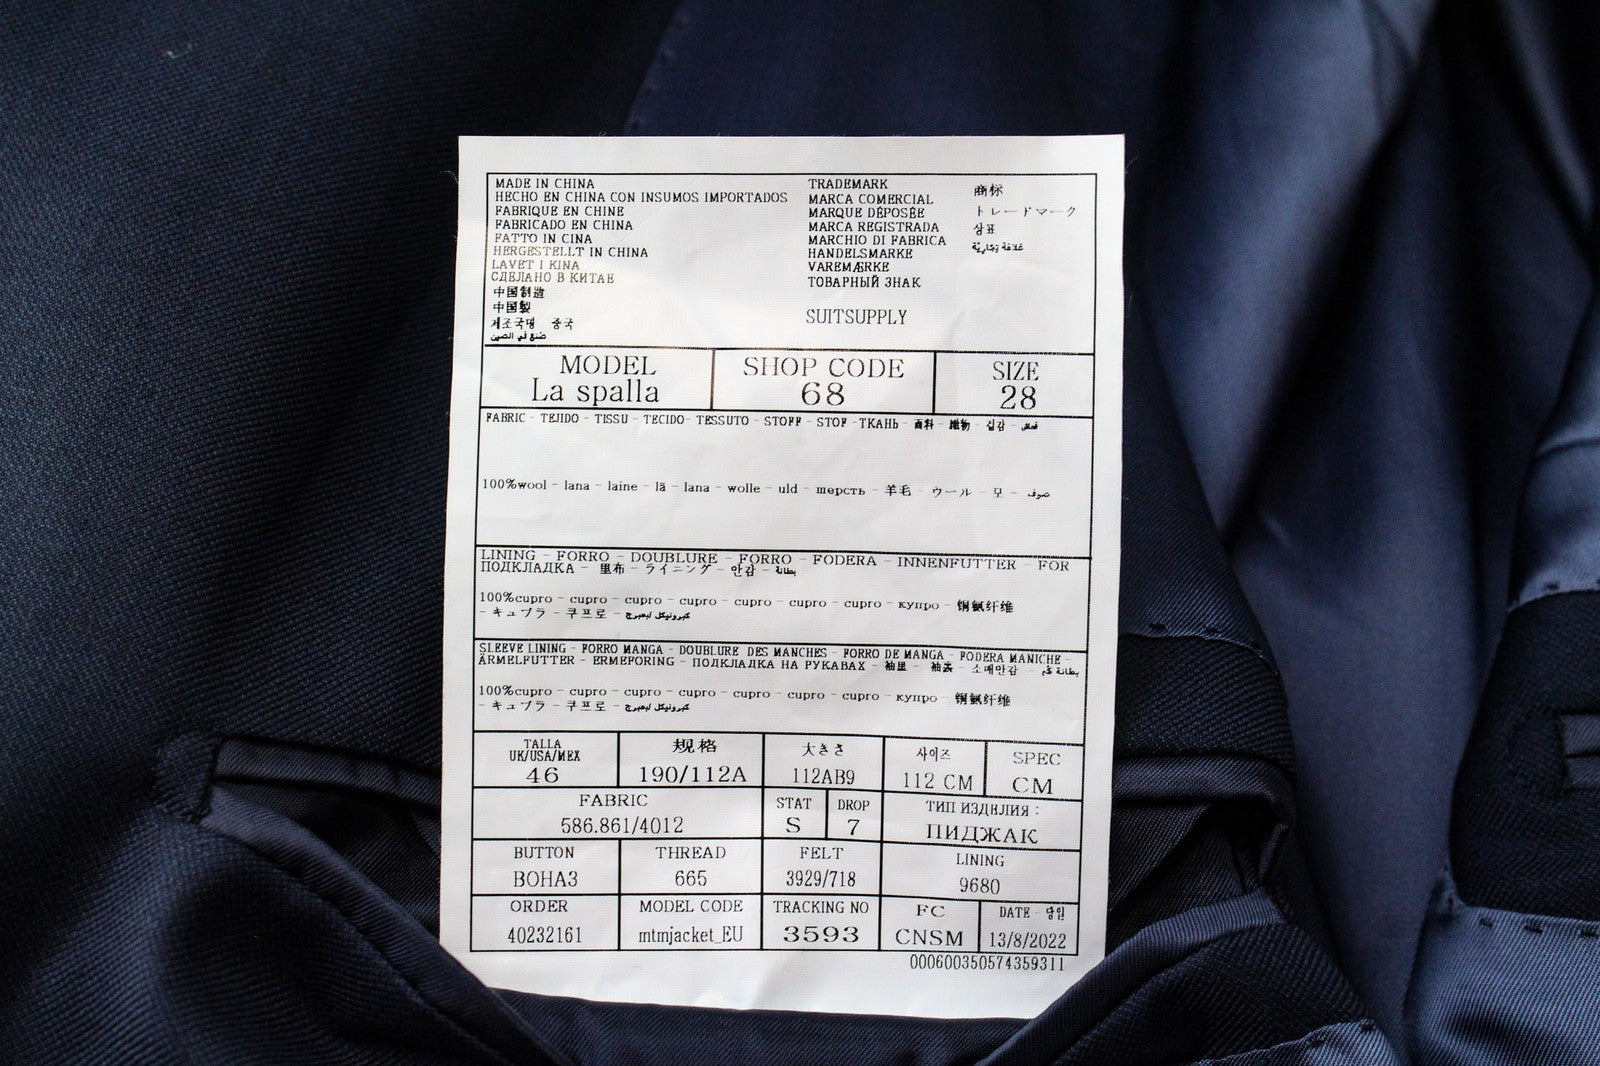 MADE IN CHINA
HECHO EN CHINA CON INSUMOS IMPORTADOS
FABRIQUE EN CHINE
FABRICADO EN CHINA
FATTO IN CINA
HERGESTELLT IN CHINA
LAVET I KINA
СДЕЛАНО В КИТАЕ
中国制造
中国製
제조국명 중국
صنع في الصين
TRADEMARK
MARCA COMERCIAL
MARQUE DÉPOSÉE
MARCA REGISTRADA
MARCHIO DI FABRICA
HANDELSMARKE
VAREMÆRKE
ТОВАРНЫЙ ЗНАК
商标
トレードマーク
삼표
علامة تجارية
SUITSUPPLY
MODEL
La spalla
SHOP CODE
68
SIZE
28
FABRIC - TEJIDO - TISSU - TECIDO - TESSUTO - STOFF - STOF - ТКАНЬ - 面料 - 織物 - 겉감 - قماش
100%wool - lana - laine - lã - lana - wolle - uld - шерсть - 羊毛 - ウール - 모 - صوف
LINING - FORRO - DOUBLURE - FORRO - FODERA - INNENFUTTER - FOR
ПОДКЛАДКА - 里布 - ライニング - 안감 - بطانة
100%cupro - cupro - cupro - cupro - cupro - cupro - cupro - купро - 铜氨纤维
- キュプラ - 쿠프로 -
SLEEVE LINING - FORRO MANGA - DOUBLURE DES MANCHES - FORRO DE MANGA - FODERA MANICHE -
ÄRMELFUTTER - ERMEFORING - ПОДКЛАДКА НА РУКАВАХ - 袖里 - 袖裏 - 소매안감 - بطانة كم
100%cupro - cupro - cupro - cupro - cupro - cupro - cupro - купро - 铜氨纤维
- キュプラ - 쿠프로 -
TALLA
UK/USA/MEX
46
规格
190/112A
大きさ
112AB9
사이즈
112 CM
SPEC
CM
FABRIC
586.861/4012
STAT
S
DROP
7
ТИП ИЗДЕЛИЯ :
ПИДЖАК
BUTTON
BOHA3
THREAD
665
FELT
3929/718
LINING
9680
ORDER
40232161
MODEL CODE
mtmjacket_EU
TRACKING NO
3593
FC
CNSM
DATE - 담일
13/8/2022
000600350574359311